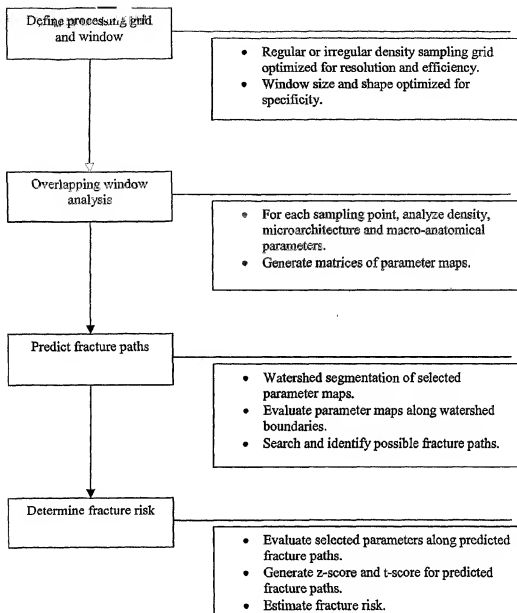 Define processing grid
and window
• Regular or irregular density sampling grid
optimized for resolution and efficiency.
• Window size and shape optimized for
specificity.
Overlapping window
analysis
• For each sampling point, analyze density,
microarchitecture and macro-anatomical
parameters.
• Generate matrices of parameter maps.
Predict fracture paths
• Watershed segmentation of selected
parameter maps.
• Evaluate parameter maps along watershed
boundaries.
• Search and identify possible fracture paths.
Determine fracture risk
• Evaluate selected parameters along predicted
fracture paths.
• Generate z-score and t-score for predicted
fracture paths.
• Estimate fracture risk.